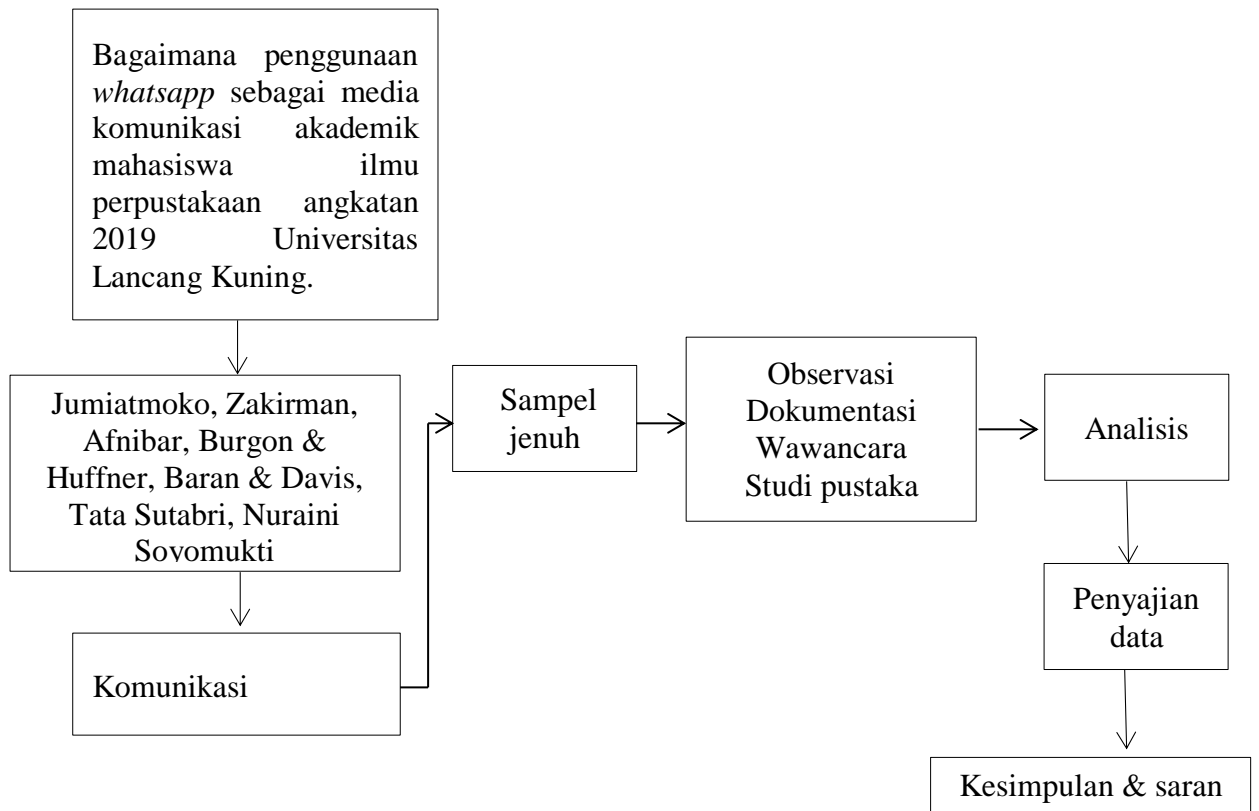 Bagaimana penggunaan
whatsapp sebagai media
komunikasi akademik
mahasiswa ilmu
perpustakaan angkatan
2019 Universitas
Lancang Kuning.
Jumiatmoko, Zakirman,
Afnibar, Burgon &
Huffner, Baran & Davis,
Tata Sutabri, Nuraini
Sovomukti
Komunikasi
Sampel
jenuh
Observasi
Dokumentasi
Wawancara
Studi pustaka
Analisis
Penyajian
data
Kesimpulan & saran